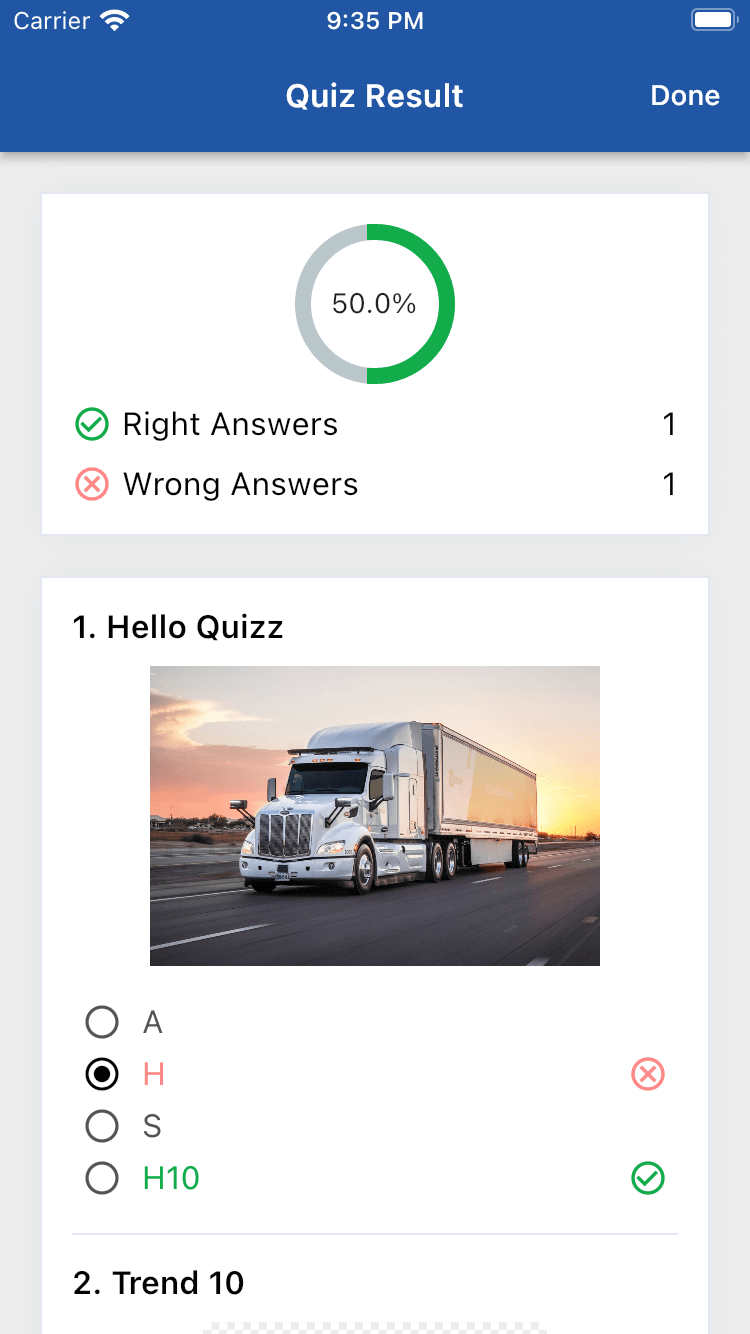 Carrier 9:35 PM
Quiz Result Done
50.0%
Right Answers 1
Wrong Answers 1
1. Hello Quizz
A
H
S
H10
2. Trend 10